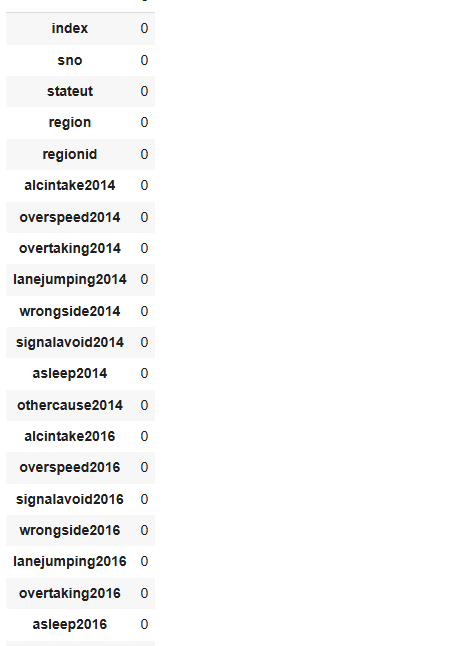 index 0
sno 0
stateut 0
region 0
regionid 0
alcintake2014 0
overspeed2014 0
overtaking2014 0
lanejumping2014 0
wrongside2014 0
signalavoid2014 0
asleep2014 0
othercause2014 0
alcintake2016 0
overspeed2016 0
signalavoid2016 0
wrongside2016 0
lanejumping2016 0
overtaking2016 0
asleep2016 0